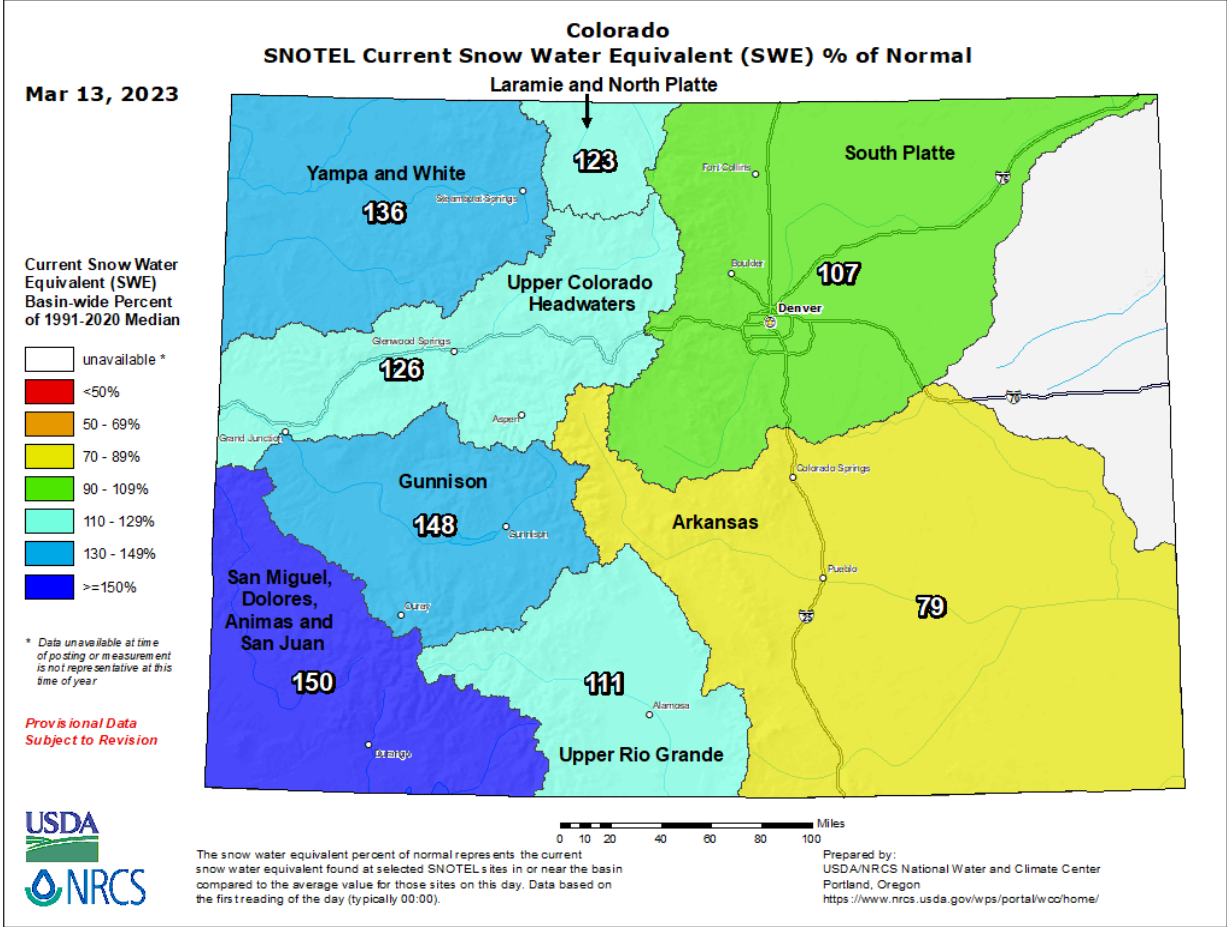 Colorado
SNOTEL Current Snow Water Equivalent (SWE) % of Normal
Mar 13, 2023
Laramie and North Platte
123
South Platte
Yampa and White
136
Steamboat Springs
Fort Collins
76
Current Snow Water
Equivalent (SWE)
Basin-wide Percent
of 1991-2020 Median
unavailable *
<50%
50 - 69%
70 - 89%
90 - 109%
110 - 129%
130 - 149%
>=150%
Upper Colorado
Headwaters
Boulder
107
Denver
Glenwood Springs
126
Aspen
70
Grand Junction
Colorado Springs
Gunnison
148
Gunnison
Arkansas
Pueblo
San Miguel,
Dolores,
Animas and
San Juan
150
Ouray
25
79
111
Alamosa
Durango
Upper Rio Grande
* Data unavailable at time
of posting or measurement
is not representative at this
time of year
Provisional Data
Subject to Revision
USDA
NRCS
Miles
0 10 20 40 60 80 100
The snow water equivalent percent of normal represents the current
snow water equivalent found at selected SNOTEL sites in or near the basin
compared to the average value for those sites on this day. Data based on
the first reading of the day (typically 00:00).
Prepared by:
USDA/NRCS National Water and Climate Center
Portland, Oregon
https://www.nrcs.usda.gov/wps/portal/wcc/home/